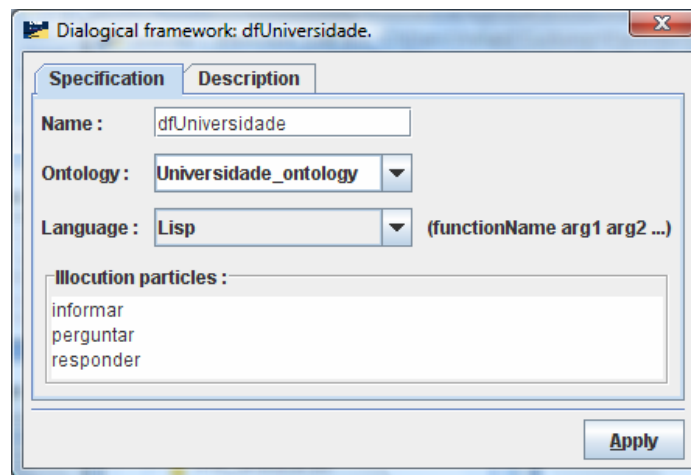 Dialogical framework: dfUniversidade.
Specification Description
Name : dfUniversidade
Ontology : Universidade_ontology
Language : Lisp (functionName arg1 arg2 ...)
Illocution particles :
informar
perguntar
responder
Apply